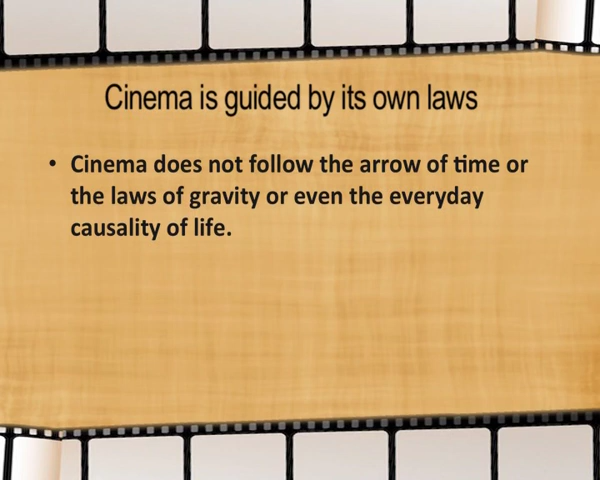 Cinema is guided by its own laws
• Cinema does not follow the arrow of time or
the laws of gravity or even the everyday
causality of life.